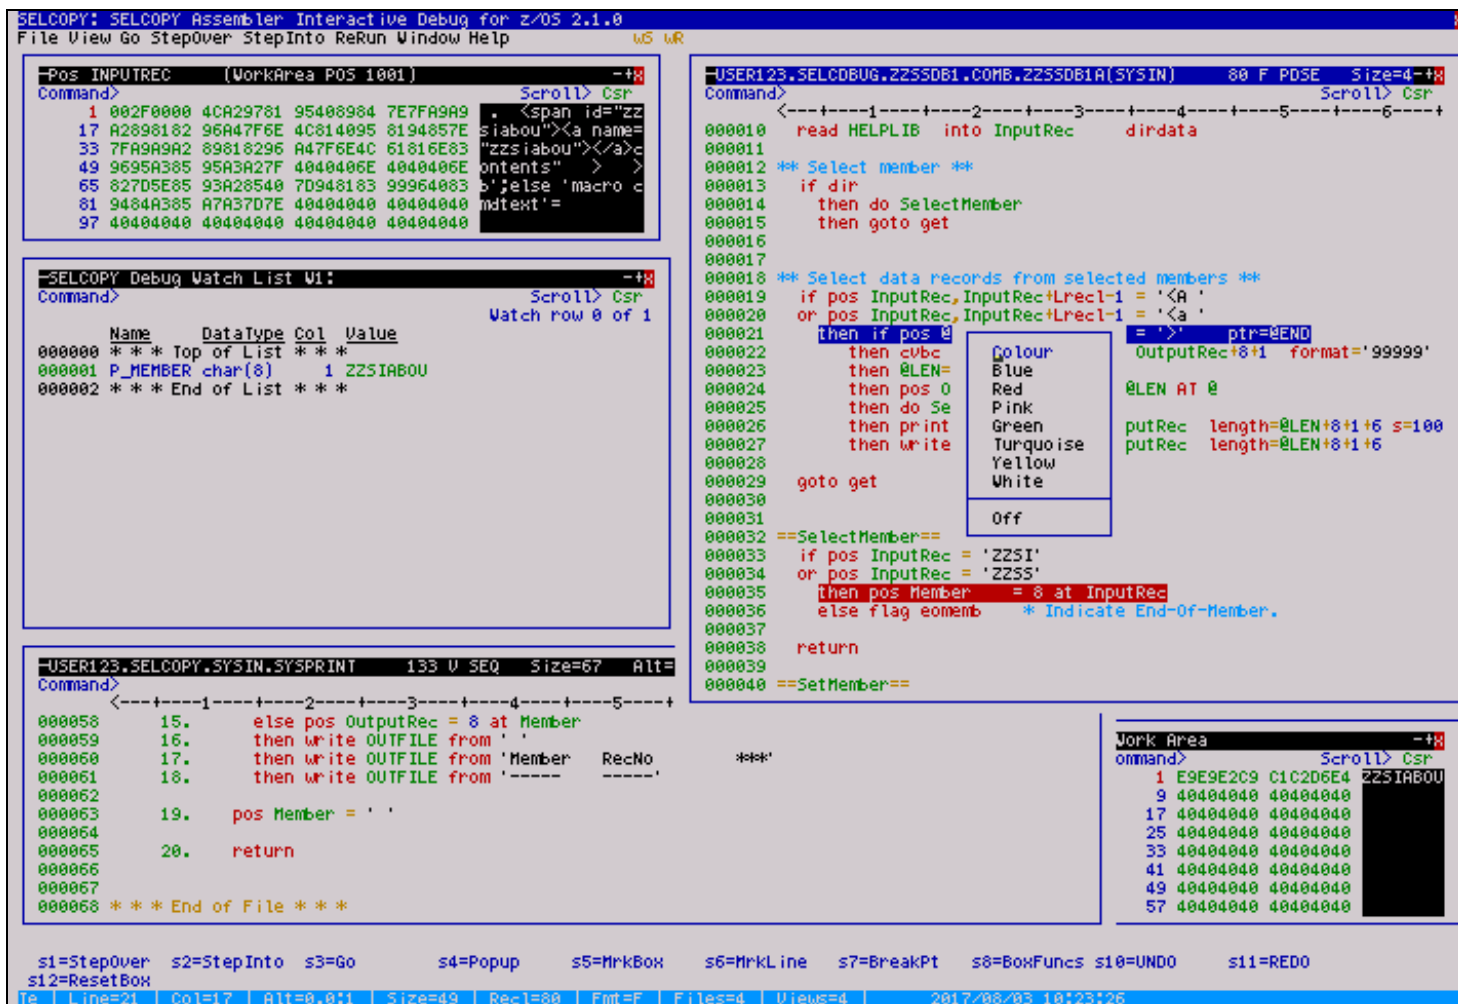 SELCOPY: SELCOPY Assembler Interactive Debug for z/OS 2.1.0
File View Go StepOver StepInto ReRun Window Help wS wR
Pos INPUTREC (WorkArea POS 1001) -+x
Command> Scroll> Csr
1 002F0000 4CA29781 95408984 7E7FA9A9 . <span id="zz
17 A2898182 96A47F6E 4C814095 8194857E siabou"><a name=
33 7FA9A9A2 89818296 A47F6E4C 61816E83 "zzsiabou"></a>c
49 9695A385 95A3A27F 4040406E 4040406E ontents" > >
65 827D5E85 93A28540 7D948183 99964083 b';else 'macro c
81 9484A385 A7A37D7E 40404040 40404040 mdtext'=
97 40404040 40404040 40404040 40404040
SELCOPY Debug Watch List W1: -+x
Command> Scroll> Csr
Watch row 0 of 1
Name DataType Col Value
000000 * * * Top of List * * *
000001 P_MEMBER char(8) 1 ZZSIABOU
000002 * * * End of List * * *
USER123.SELCDBUG.ZZSSDB1.COMB.ZZSSDB1A(SYSIN) 80 F PDSE Size=4-+x
Command> Scroll> Csr
<---+----1----+----2----+----3----+----4----+----5----+----6----+
000010 read HELPLIB into InputRec dirdata
000011
000012 ** Select member **
000013 if dir
000014 then do SelectMember
000015 then goto get
000016
000017
000018 ** Select data records from selected members **
000019 if pos InputRec,InputRec+Lrecl-1 = '<A '
000020 or pos InputRec,InputRec+Lrecl-1 = '<a '
000021 then if pos @ = '>' ptr=@END
000022 then cvbc OutputRec+8+1 format='99999'
000023 then @LEN=
000024 then pos O @LEN AT @
000025 then do Se
000026 then print putRec length=@LEN+8+1+6 s=100
000027 then write putRec length=@LEN+8+1+6
000028
000029 goto get
000030
000031
000032 ==SelectMember==
000033 if pos InputRec = 'ZZSI'
000034 or pos InputRec = 'ZZSS'
000035 then pos Member = 8 at InputRec
000036 else flag eomemb * Indicate End-Of-Member.
000037
000038 return
000039
000040 ==SetMember==
Colour
Blue
Red
Pink
Green
Turquoise
Yellow
White
Off
USER123.SELCOPY.SYSIN.SYSPRINT 133 V SEQ Size=67 Alt=
Command>
<---+----1----+----2----+----3----+----4----+----5----+
000058 15. else pos OutputRec = 8 at Member
000059 16. then write OUTFILE from ' '
000060 17. then write OUTFILE from 'Member RecNo ***'
000061 18. then write OUTFILE from '----- -----'
000062
000063 19. pos Member = ' '
000064
000065 20. return
000066
000067
000068 * * * End of File * * *
Work Area -+x
ommand> Scroll> Csr
1 E9E9E2C9 C1C2D6E4 ZZSIABOU
9 40404040 40404040
17 40404040 40404040
25 40404040 40404040
33 40404040 40404040
41 40404040 40404040
49 40404040 40404040
57 40404040 40404040
s1=StepOver s2=StepInto s3=Go s4=Popup s5=MrkBox s6=MrkLine s7=BreakPt s8=BoxFuncs s10=UNDO s11=REDO
s12=ResetBox
Te | Line=21 | Col=17 | Alt=0,0;1 | Size=49 | Recl=80 | Fmt=F | Files=4 | Views=4 | 2017/08/03 10:23:26